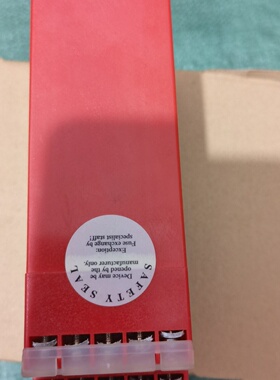 SAFETY SEAL
Device may be
opened by the
manufacturer only.
Exception:
Fuse exchange by
specialist staff!